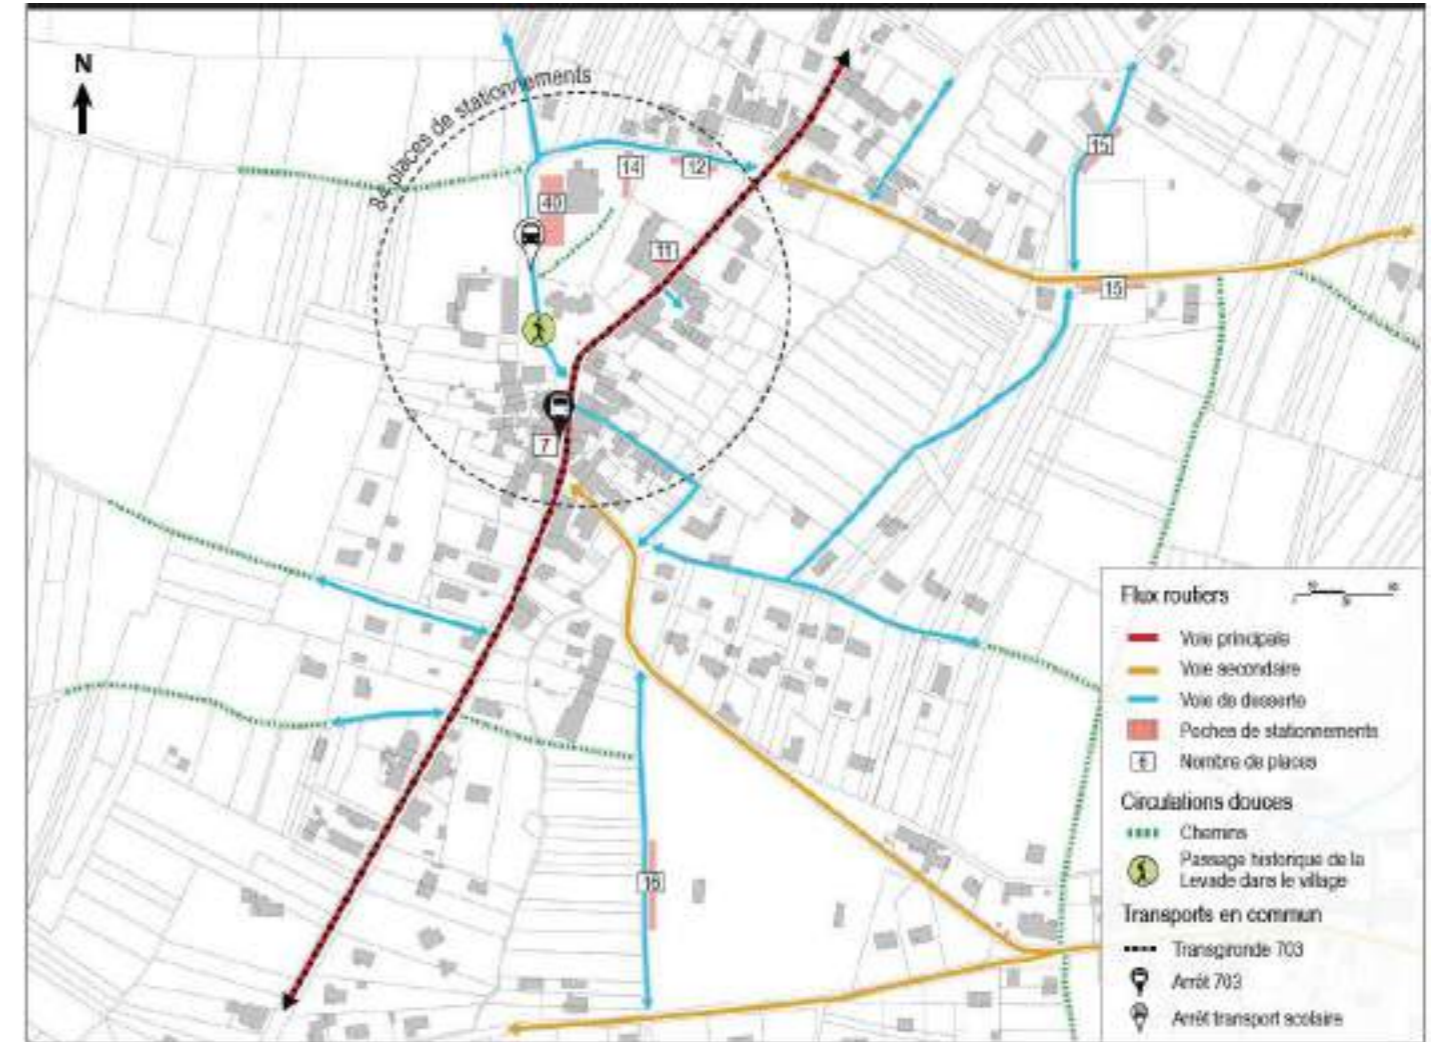 N
84 places de stationnements
15
14
12
40
11
15
7
16
Flux routiers
Voie principale
Voie secondaire
Voie de desserte
Poches de stationnements
6
Nombre de places
Circulations douces
Chemins
Passage historique de la
Levade dans le village
Transports en commun
Transgironde 703
Arrêt 703
Arrêt transport scolaire